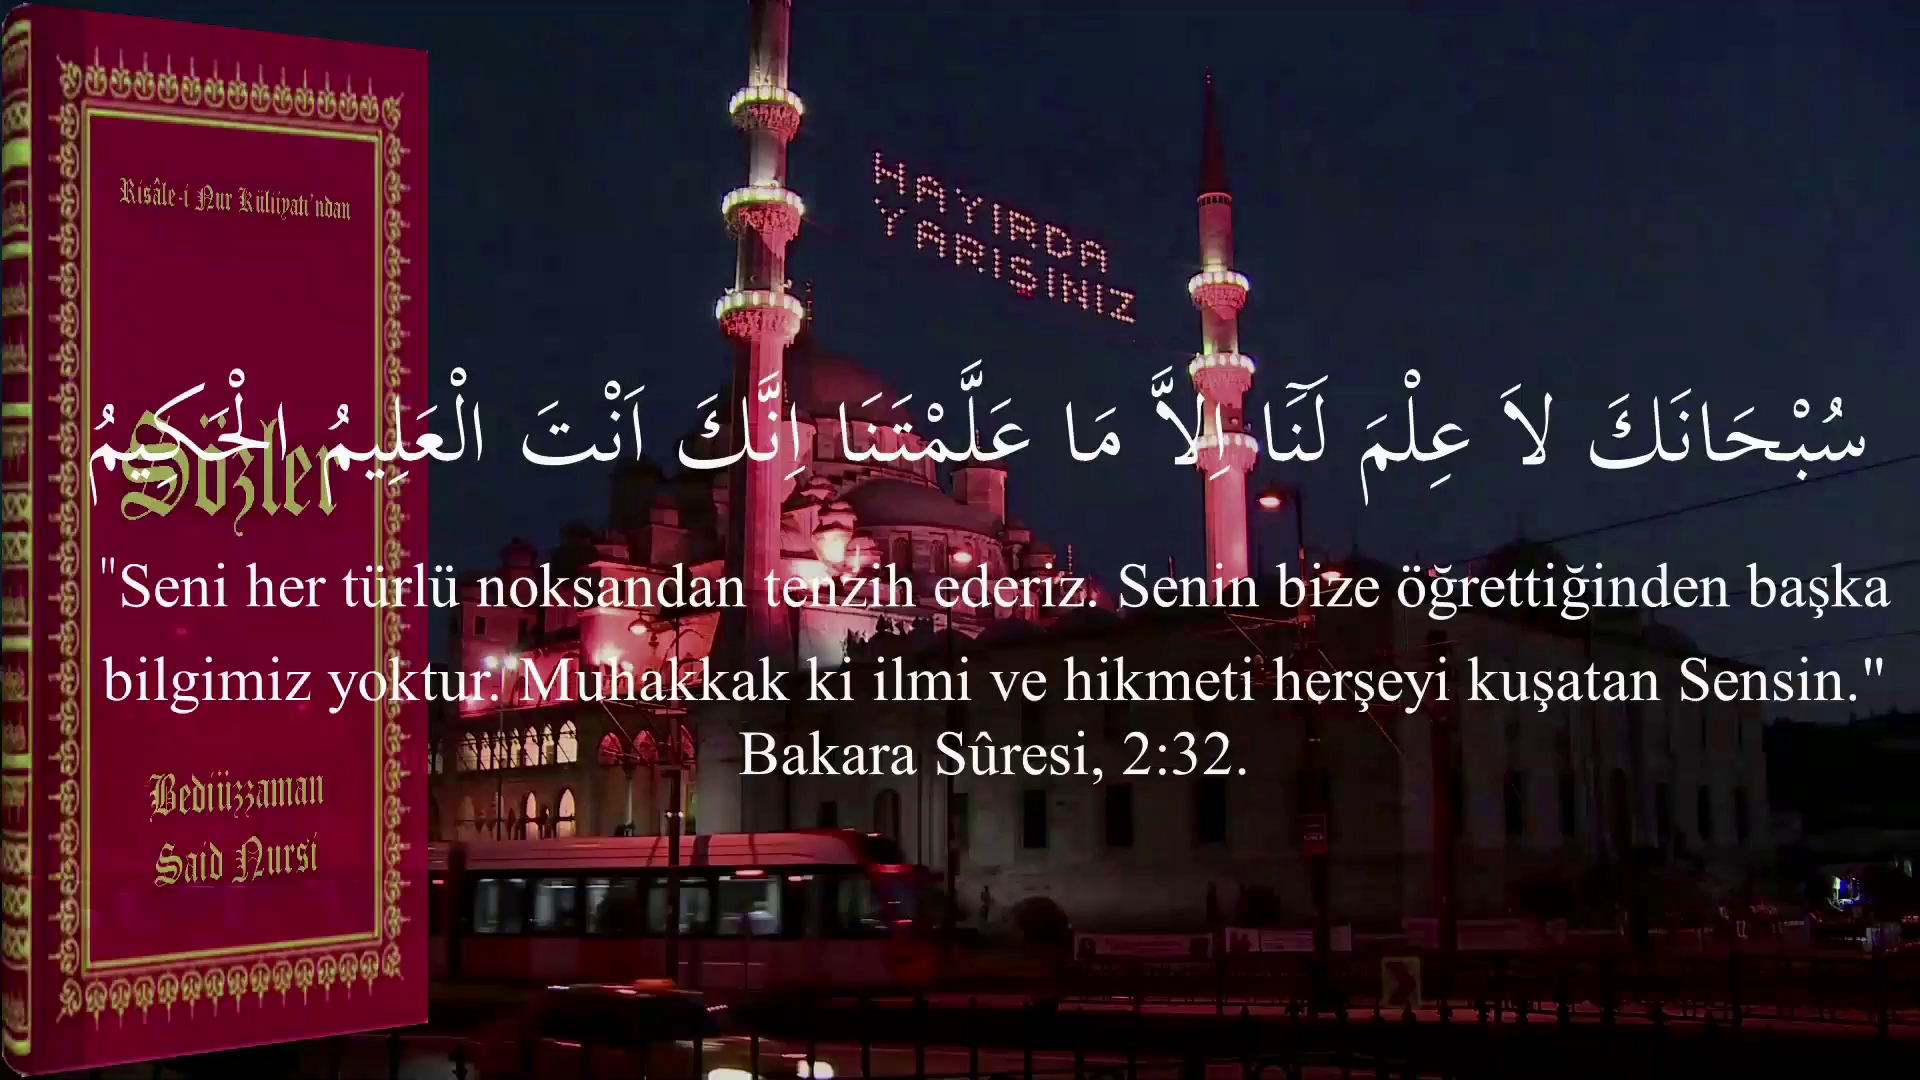 Risâle-i Nur Külliyatı'ndan
Sözler
Bediüzzaman
Said Nursi
HAYIRDA
YARIŞINIZ
سُبْحَانَكَ لاَ عِلْمَ لَنَٓا اِلاَّ مَا عَلَّمْتَنَا اِنَّكَ اَنْتَ الْعَلِيمُ الْحَكِيمُ
"Seni her türlü noksandan tenzih ederiz. Senin bize öğrettiğinden başka
bilgimiz yoktur. Muhakkak ki ilmi ve hikmeti herşeyi kuşatan Sensin."
Bakara Sûresi, 2:32.